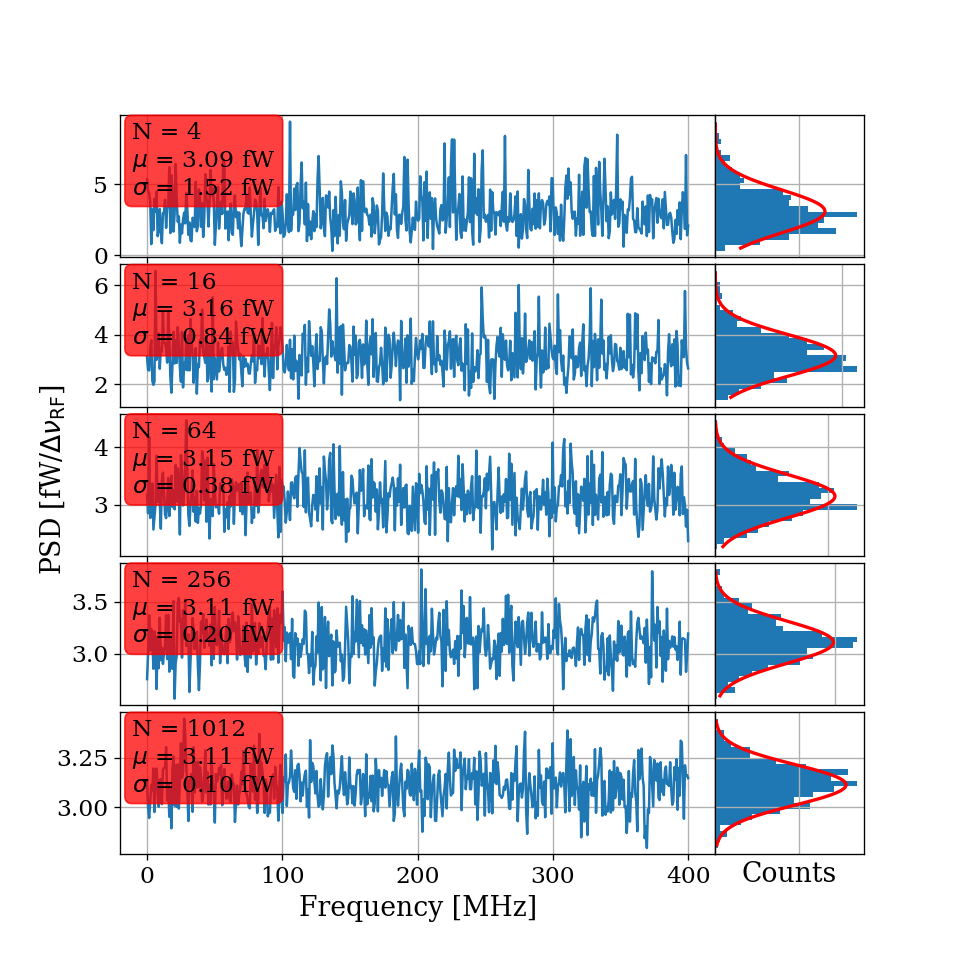 N = 4
μ = 3.09 fW
σ = 1.52 fW
5
0
N = 16
μ = 3.16 fW
σ = 0.84 fW
6
4
2
N = 64
μ = 3.15 fW
σ = 0.38 fW
4
3
N = 256
μ = 3.11 fW
σ = 0.20 fW
3.5
3.0
N = 1012
μ = 3.11 fW
σ = 0.10 fW
3.25
3.00
PSD [fW/Δν_RF]
0 100 200 300 400
Frequency [MHz]
Counts